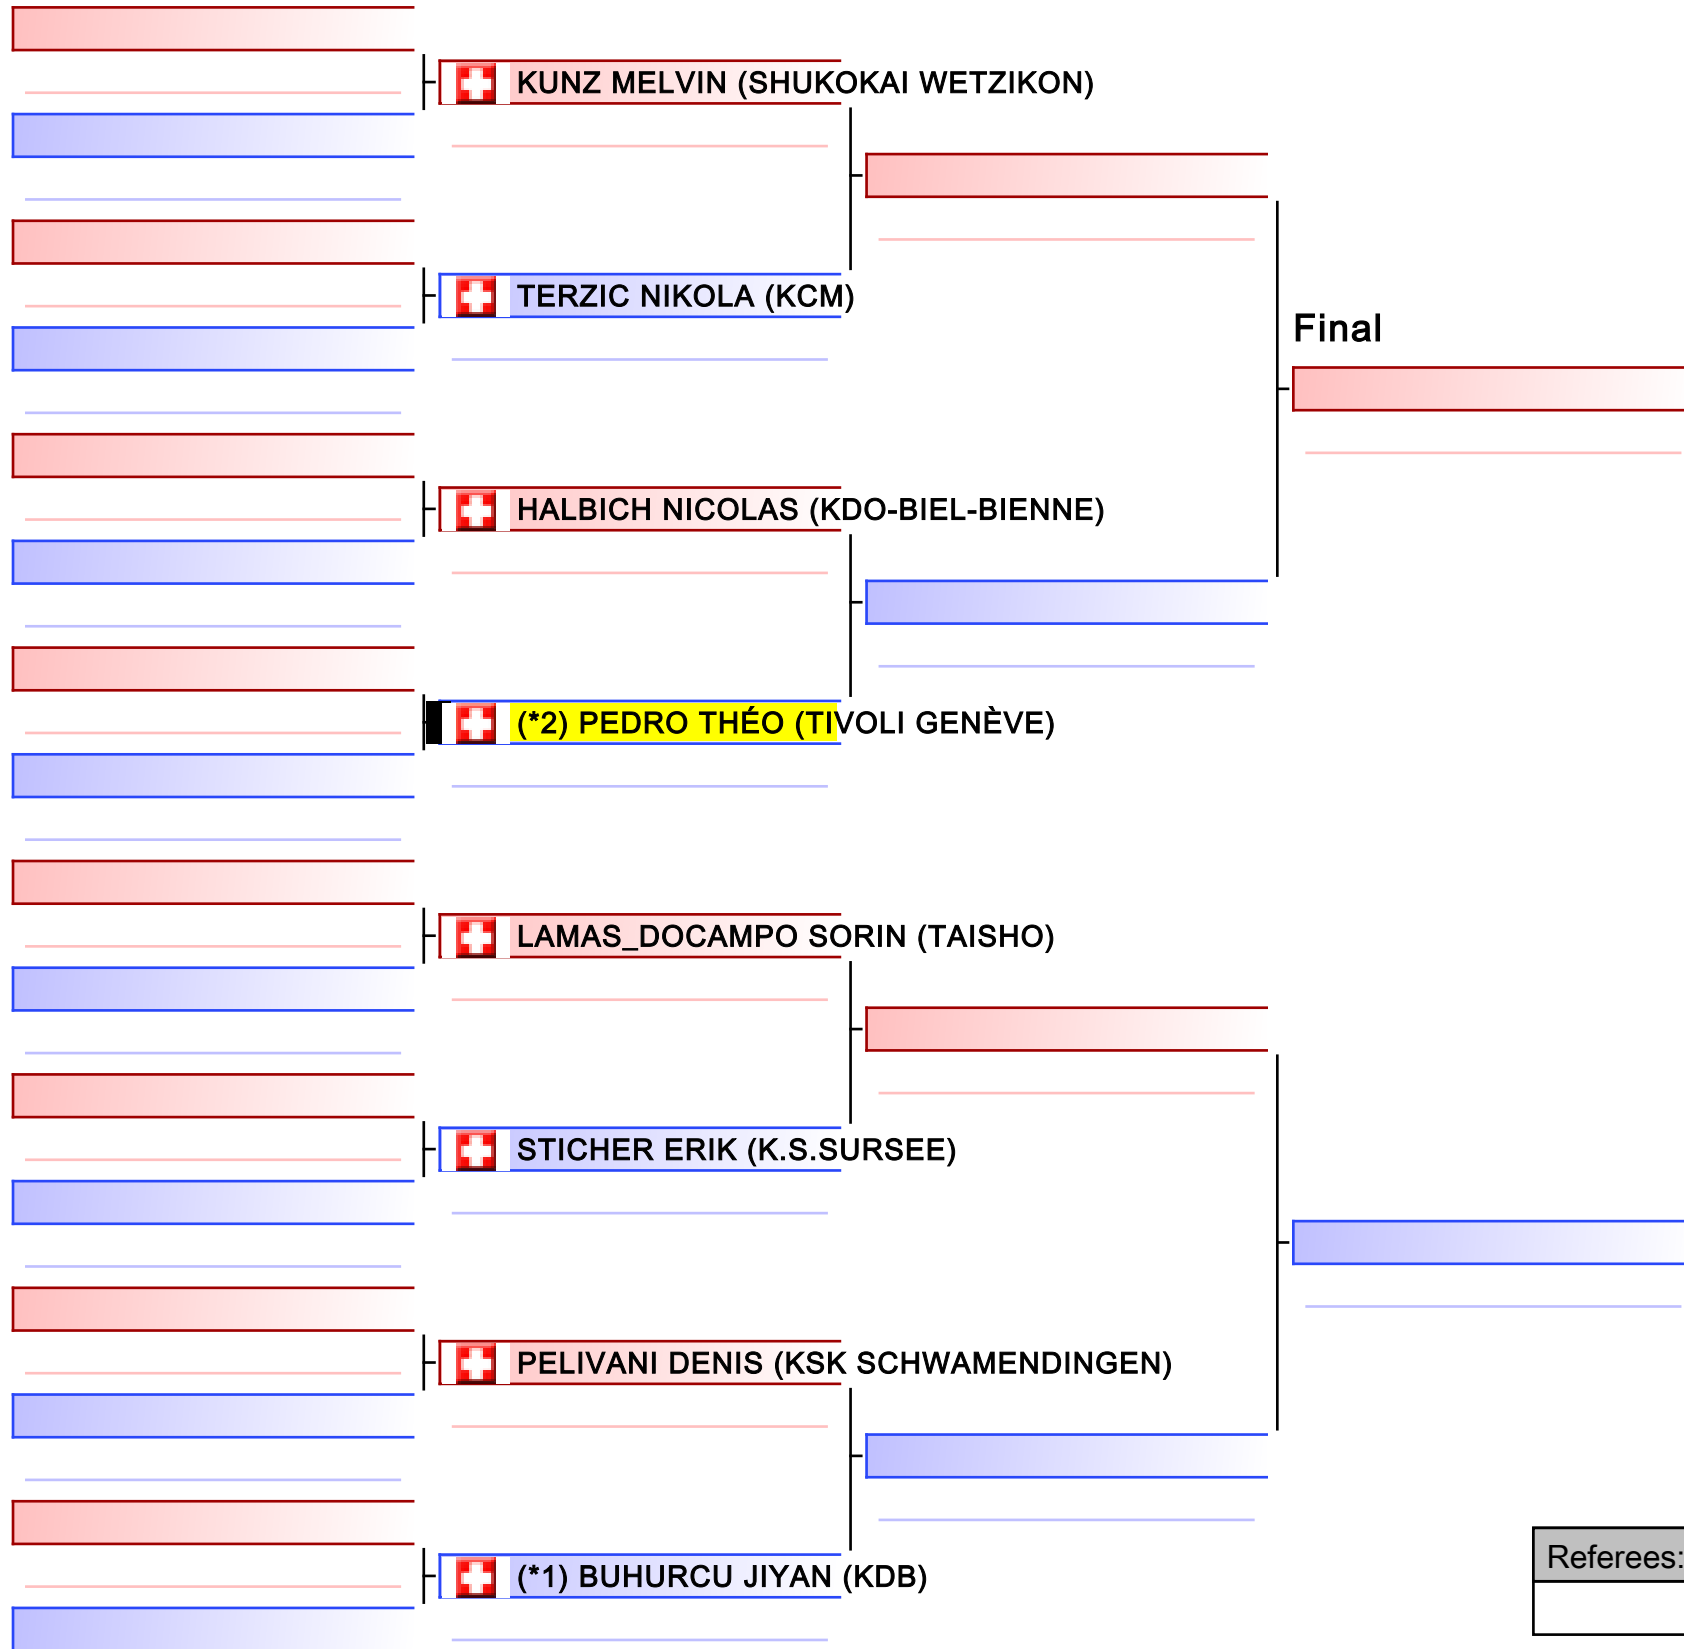 KUNZ MELVIN (SHUKOKAI WETZIKON)
TERZIC NIKOLA (KCM)
Final
HALBICH NICOLAS (KDO-BIEL-BIENNE)
(*2) PEDRO THÉO (TIVOLI GENÈVE)
LAMAS_DOCAMPO SORIN (TAISHO)
STICHER ERIK (K.S.SURSEE)
PELIVANI DENIS (KSK SCHWAMENDINGEN)
(*1) BUHURCU JIYAN (KDB)
Referees: